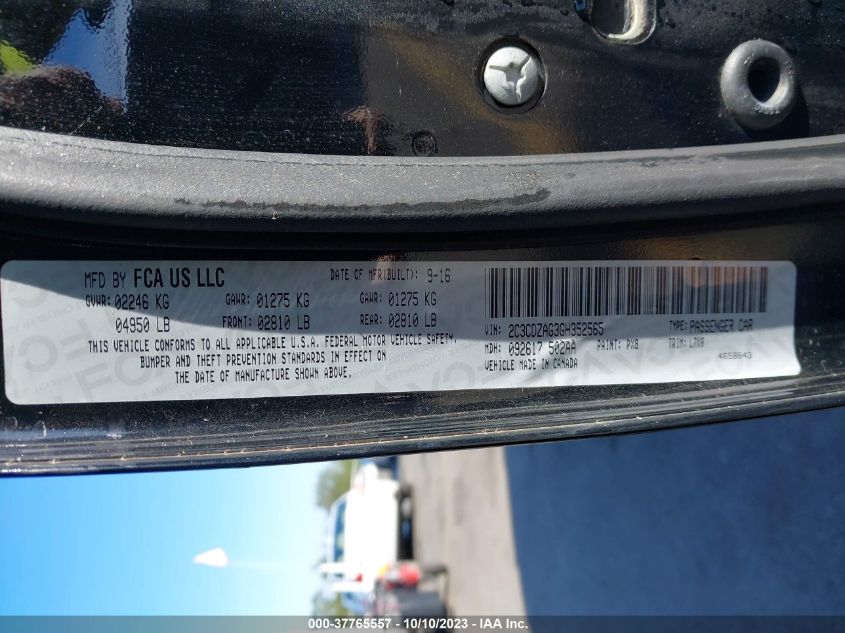 MFD BY FCA US LLC DATE OF MFR(BUILT): 9-16
GVWR: 02246 KG GAWR: 01275 KG GAWR: 01275 KG
04950 LB FRONT: 02810 LB REAR: 02810 LB
THIS VEHICLE CONFORMS TO ALL APPLICABLE U.S.A. FEDERAL MOTOR VEHICLE SAFETY,
BUMPER AND THEFT PREVENTION STANDARDS IN EFFECT ON
THE DATE OF MANUFACTURE SHOWN ABOVE.
VIN: 2C3CDZAG3GH352565 TYPE: PASSENGER CAR
MDH: 092617 502AA PAINT: PX8 TRIM: L7X9
VEHICLE MADE IN CANADA 4658643
000-37765557 - 10/10/2023 - IAA Inc.